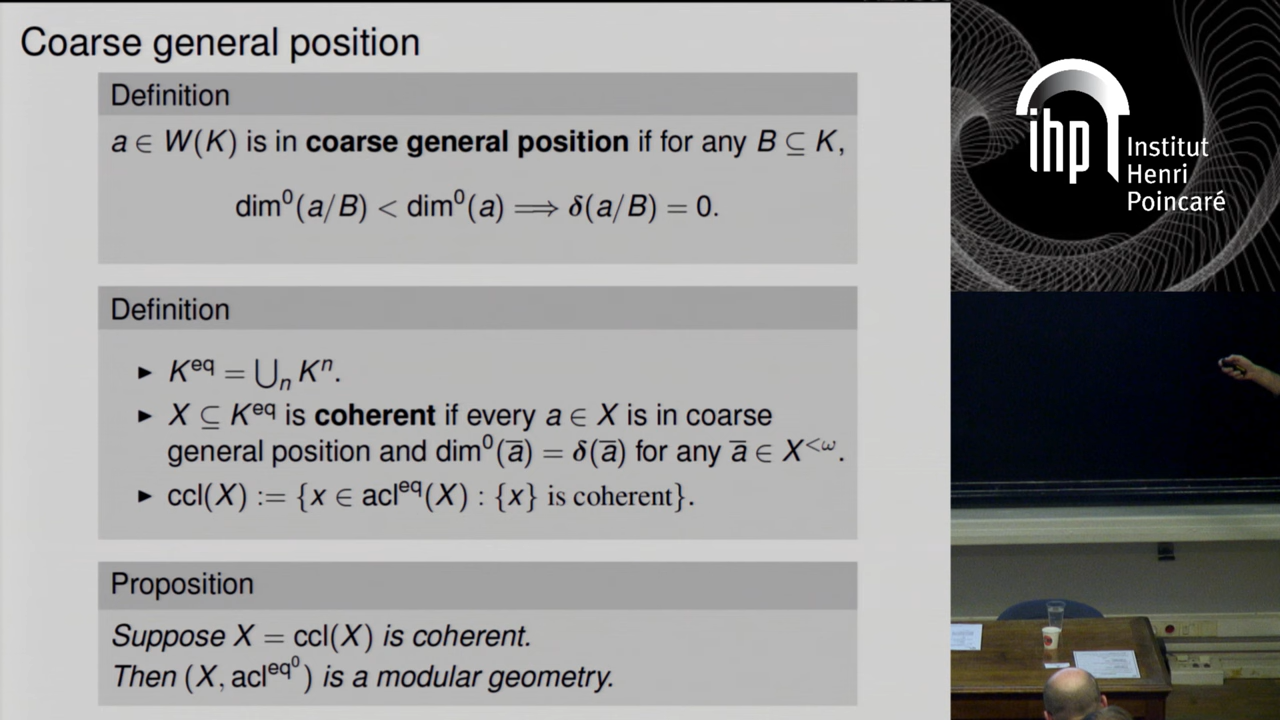 Coarse general position
Definition
a ∈ W(K) is in coarse general position if for any B ⊆ K,
dim⁰(a/B) < dim⁰(a) ⟹ δ(a/B) = 0.
Definition
► K^eq = ⋃ₙ Kⁿ.
► X ⊆ K^eq is coherent if every a ∈ X is in coarse
general position and dim⁰(a̅) = δ(a̅) for any a̅ ∈ X^<ω.
► ccl(X) := {x ∈ acl^eq(X) : {x} is coherent}.
Proposition
Suppose X = ccl(X) is coherent.
Then (X, acl^eq⁰) is a modular geometry.
ihp
Institut
Henri
Poincaré